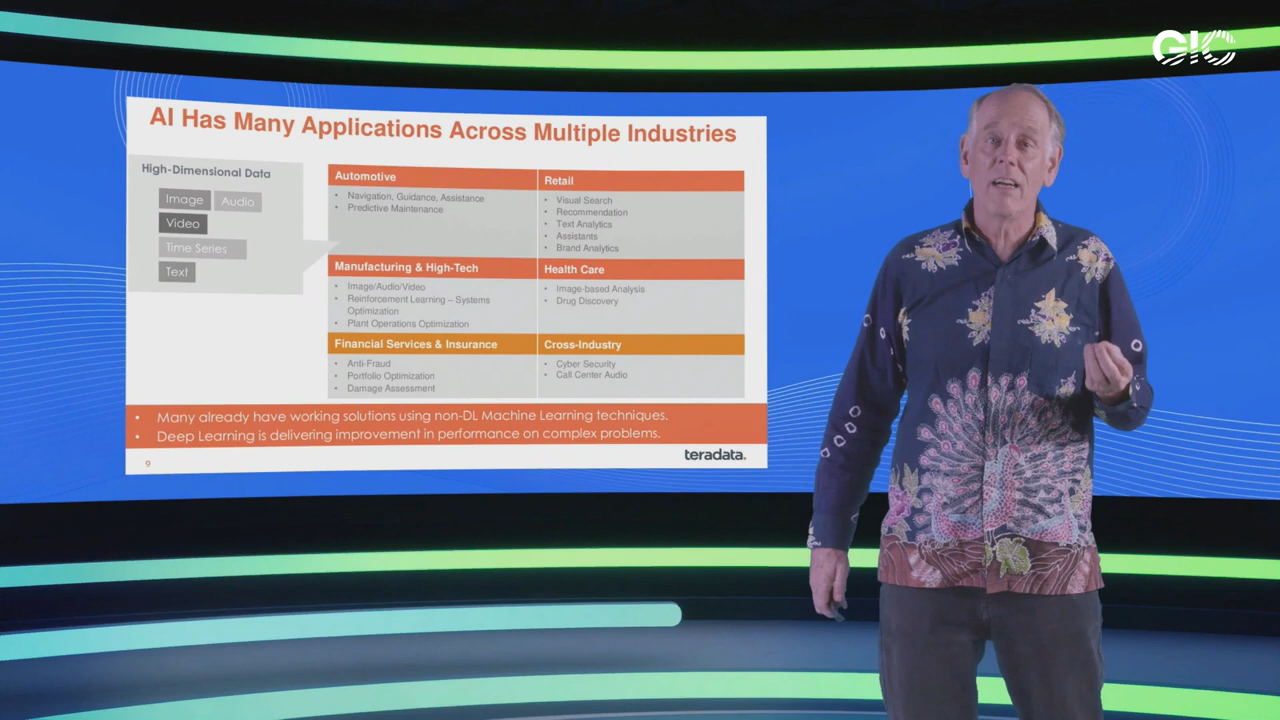 GIC
AI Has Many Applications Across Multiple Industries
High-Dimensional Data
Image Audio
Video
Time Series
Text
Automotive
• Navigation, Guidance, Assistance
• Predictive Maintenance
Retail
• Visual Search
• Recommendation
• Text Analytics
• Assistants
• Brand Analytics
Manufacturing & High-Tech
• Image/Audio/Video
• Reinforcement Learning – Systems
Optimization
• Plant Operations Optimization
Health Care
• Image-based Analysis
• Drug Discovery
Financial Services & Insurance
• Anti-Fraud
• Portfolio Optimization
• Damage Assessment
Cross-Industry
• Cyber Security
• Call Center Audio
• Many already have working solutions using non-DL Machine Learning techniques.
• Deep Learning is delivering improvement in performance on complex problems.
9
teradata.